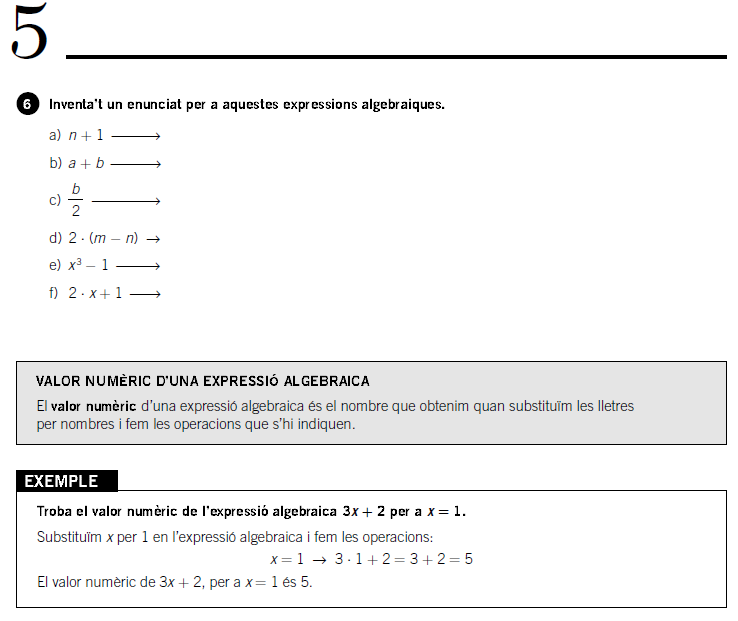 5
6 Inventa't un enunciat per a aquestes expressions algebraiques.
a) n + 1 ⟶
b) a + b ⟶
c) b/2 ⟶
d) 2 · (m − n) →
e) x³ − 1 ⟶
f) 2 · x + 1 ⟶
VALOR NUMÈRIC D'UNA EXPRESSIÓ ALGEBRAICA
El valor numèric d'una expressió algebraica és el nombre que obtenim quan substituïm les lletres
per nombres i fem les operacions que s'hi indiquen.
EXEMPLE
Troba el valor numèric de l'expressió algebraica 3x + 2 per a x = 1.
Substituïm x per 1 en l'expressió algebraica i fem les operacions:
x = 1 → 3 · 1 + 2 = 3 + 2 = 5
El valor numèric de 3x + 2, per a x = 1 és 5.